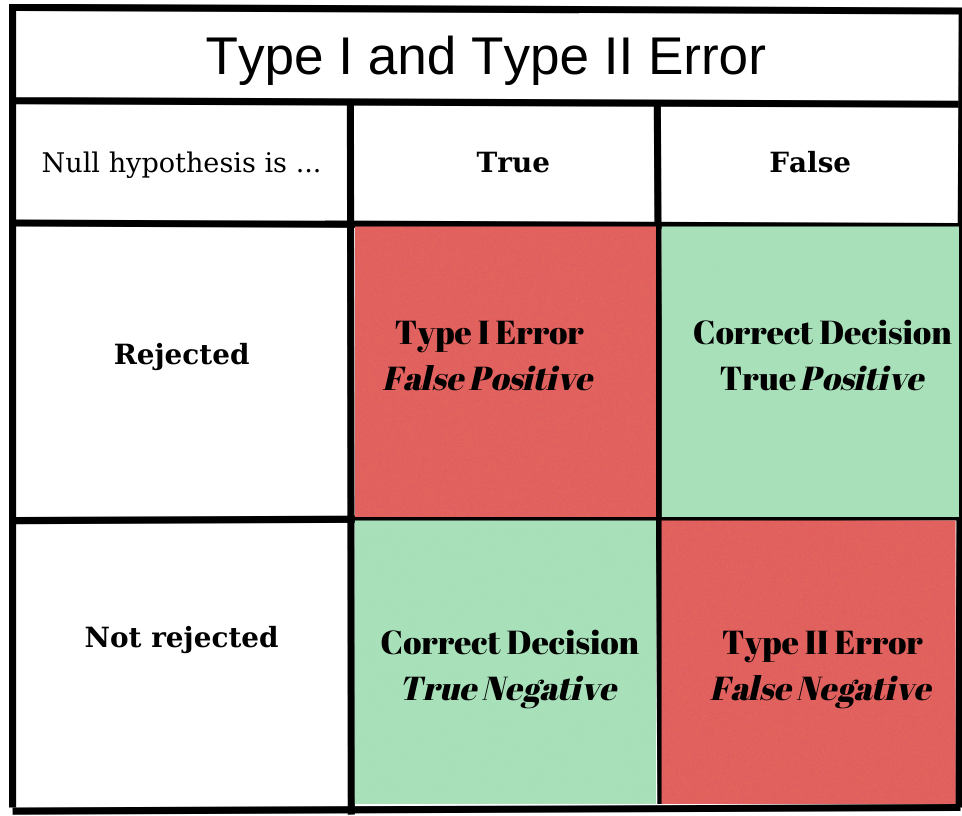 Type I and Type II Error
Null hypothesis is ...
True
False
Rejected
Type I Error
False Positive
Correct Decision
True Positive
Not rejected
Correct Decision
True Negative
Type II Error
False Negative